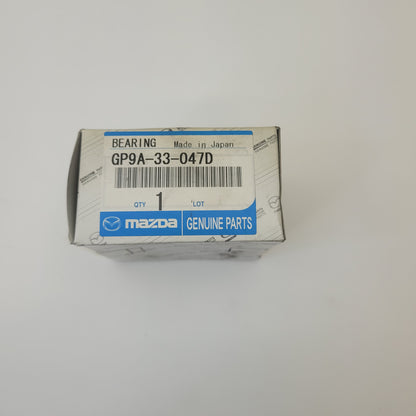 BEARING Made in Japan
GP9A-33-047D
QTY 1 LOT
mazda GENUINE PARTS